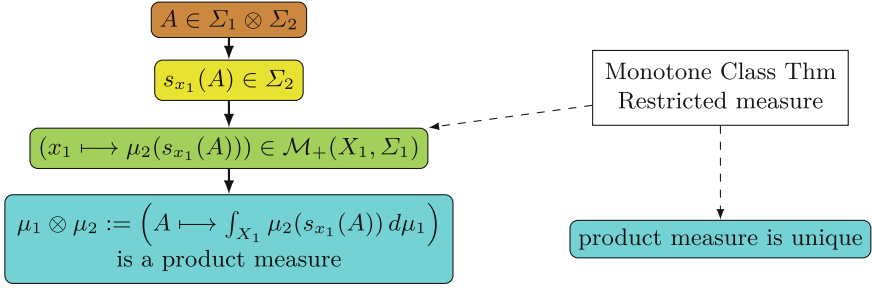 A ∈ Σ₁ ⊗ Σ₂
s_{x₁}(A) ∈ Σ₂
(x₁ ⟼ μ₂(s_{x₁}(A))) ∈ ℳ₊(X₁, Σ₁)
μ₁ ⊗ μ₂ := (A ⟼ ∫_{X₁} μ₂(s_{x₁}(A)) dμ₁)
is a product measure
Monotone Class Thm
Restricted measure
product measure is unique